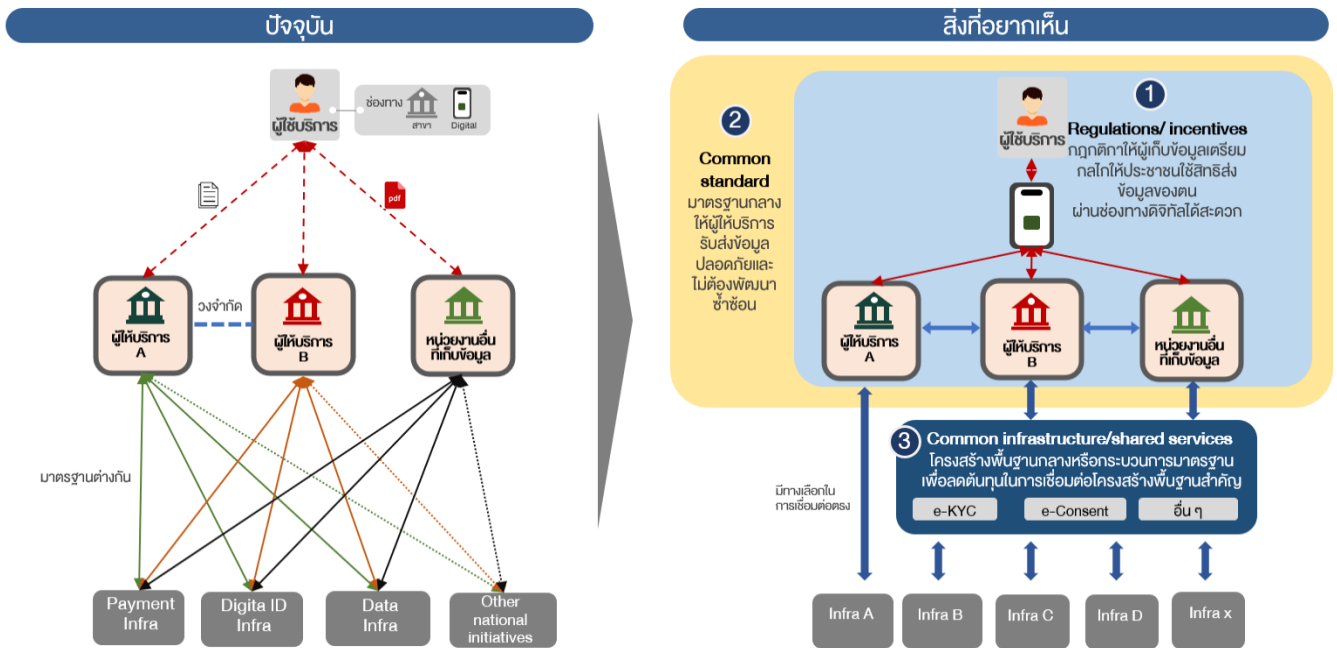 ปัจจุบัน
ผู้ใช้บริการ
ช่องทาง
สาขา
Digital
pdf
ผู้ให้บริการ
A
วงจำกัด
ผู้ให้บริการ
B
หน่วยงานอื่น
ที่เก็บข้อมูล
มาตรฐานต่างกัน
Payment
Infra
Digita ID
Infra
Data
Infra
Other
national
initiatives
สิ่งที่อยากเห็น
2
Common
standard
มาตรฐานกลาง
ให้ผู้ให้บริการ
รับส่งข้อมูล
ปลอดภัยและ
ไม่ต้องพัฒนา
ซ้ำซ้อน
ผู้ใช้บริการ
1
Regulations/ incentives
กฎกติกาให้ผู้เก็บข้อมูลเตรียม
กลไกให้ประชาชนใช้สิทธิส่ง
ข้อมูลของตน
ผ่านช่องทางดิจิทัลได้สะดวก
ผู้ให้บริการ
A
ผู้ให้บริการ
B
หน่วยงานอื่น
ที่เก็บข้อมูล
3
Common infrastructure/shared services
โครงสร้างพื้นฐานกลางหรือกระบวนการมาตรฐาน
เพื่อลดต้นทุนในการเชื่อมต่อโครงสร้างพื้นฐานสำคัญ
e-KYC
e-Consent
อื่น ๆ
มีทางเลือกใน
การเชื่อมต่อตรง
Infra A
Infra B
Infra C
Infra D
Infra x